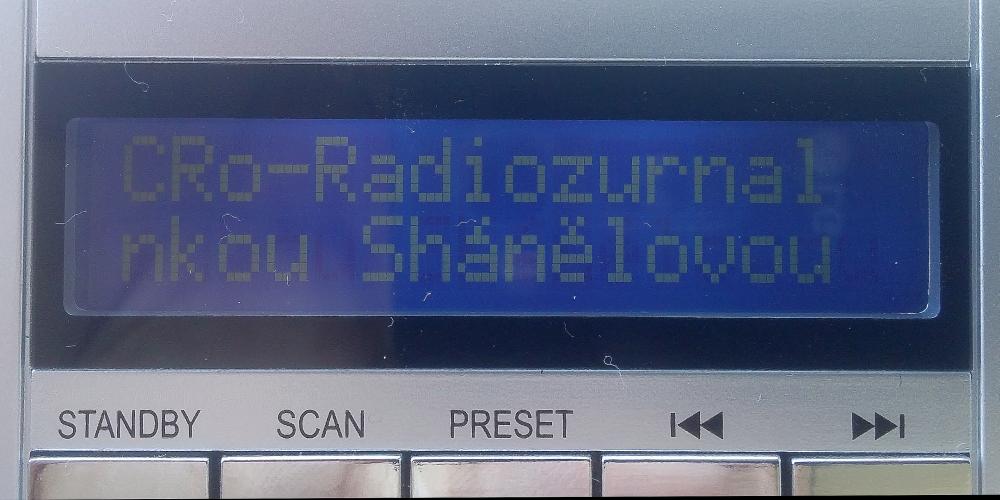 CRo-Radiozurnal
nkou Shánělovou
STANDBY SCAN PRESET